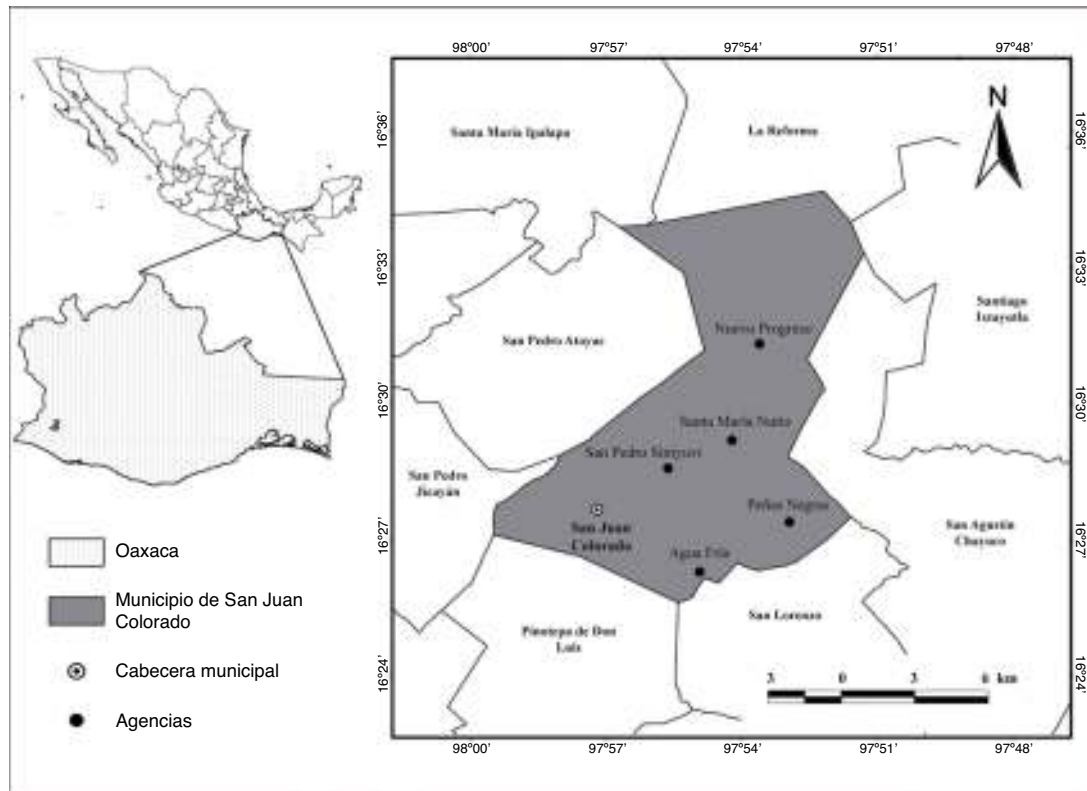 98°00'
97°57'
97°54'
97°51'
97°48'
N
16°36'
16°36'
Santa María Ipalapa
La Reforma
16°33'
16°33'
Santiago
Ixtayutla
Nuevo Progreso
San Pedro Atoyac
16°30'
16°30'
Santa María Nutio
San Pedro Siniyuvi
San Pedro
Jicayán
Peñas Negras
San Juan
Colorado
San Agustín
Chayuco
16°27'
16°27'
Agua Fría
San Lorenzo
Pinotepa de Don
Luis
16°24'
16°24'
3 0 3 6 km
98°00'
97°57'
97°54'
97°51'
97°48'
Oaxaca
Municipio de San Juan
Colorado
Cabecera municipal
Agencias